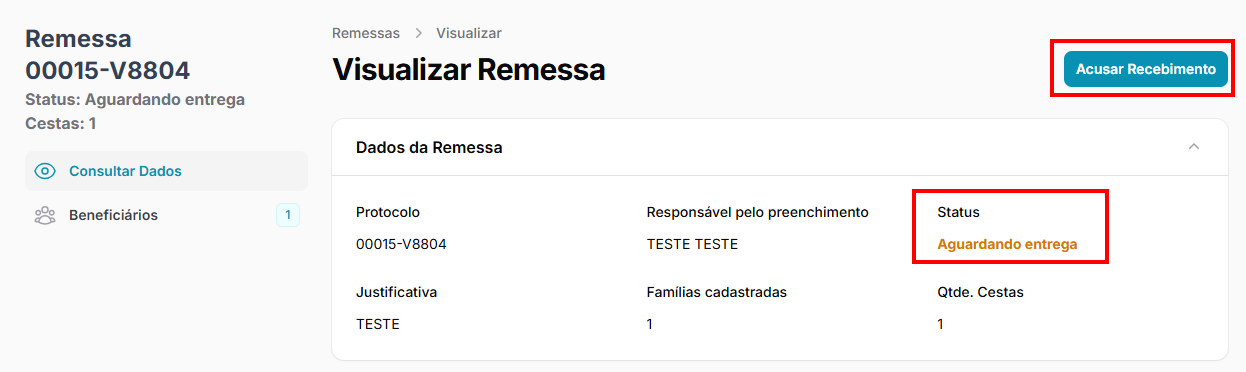 Remessa
00015-V8804
Status: Aguardando entrega
Cestas: 1
Consultar Dados
Beneficiários 1
Remessas > Visualizar
Visualizar Remessa
Acusar Recebimento
Dados da Remessa
Protocolo Responsável pelo preenchimento Status
00015-V8804 TESTE TESTE Aguardando entrega
Justificativa Famílias cadastradas Qtde. Cestas
TESTE 1 1